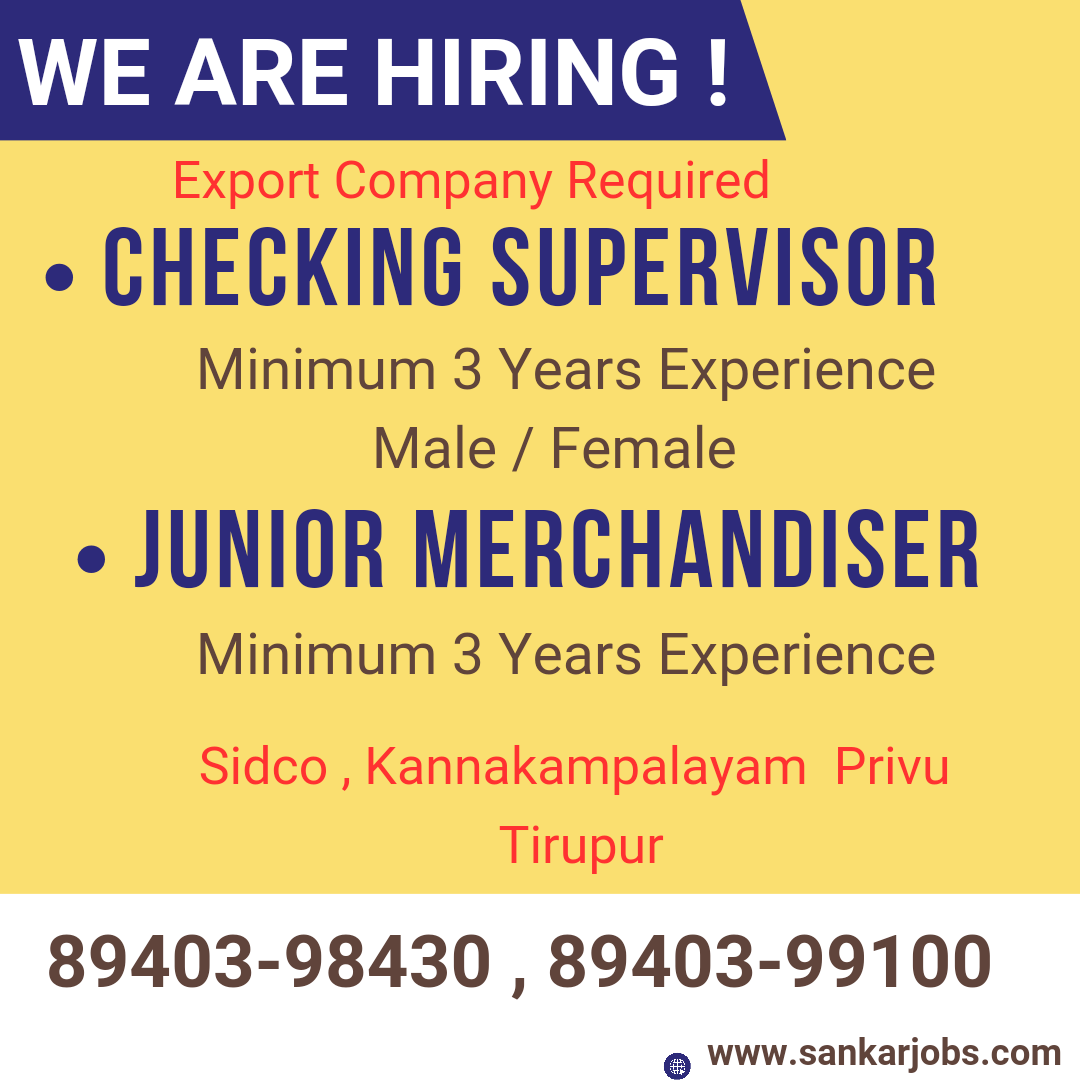 WE ARE HIRING !
Export Company Required
• CHECKING SUPERVISOR
Minimum 3 Years Experience
Male / Female
• JUNIOR MERCHANDISER
Minimum 3 Years Experience
Sidco , Kannakampalayam Privu
Tirupur
89403-98430 , 89403-99100
www.sankarjobs.com